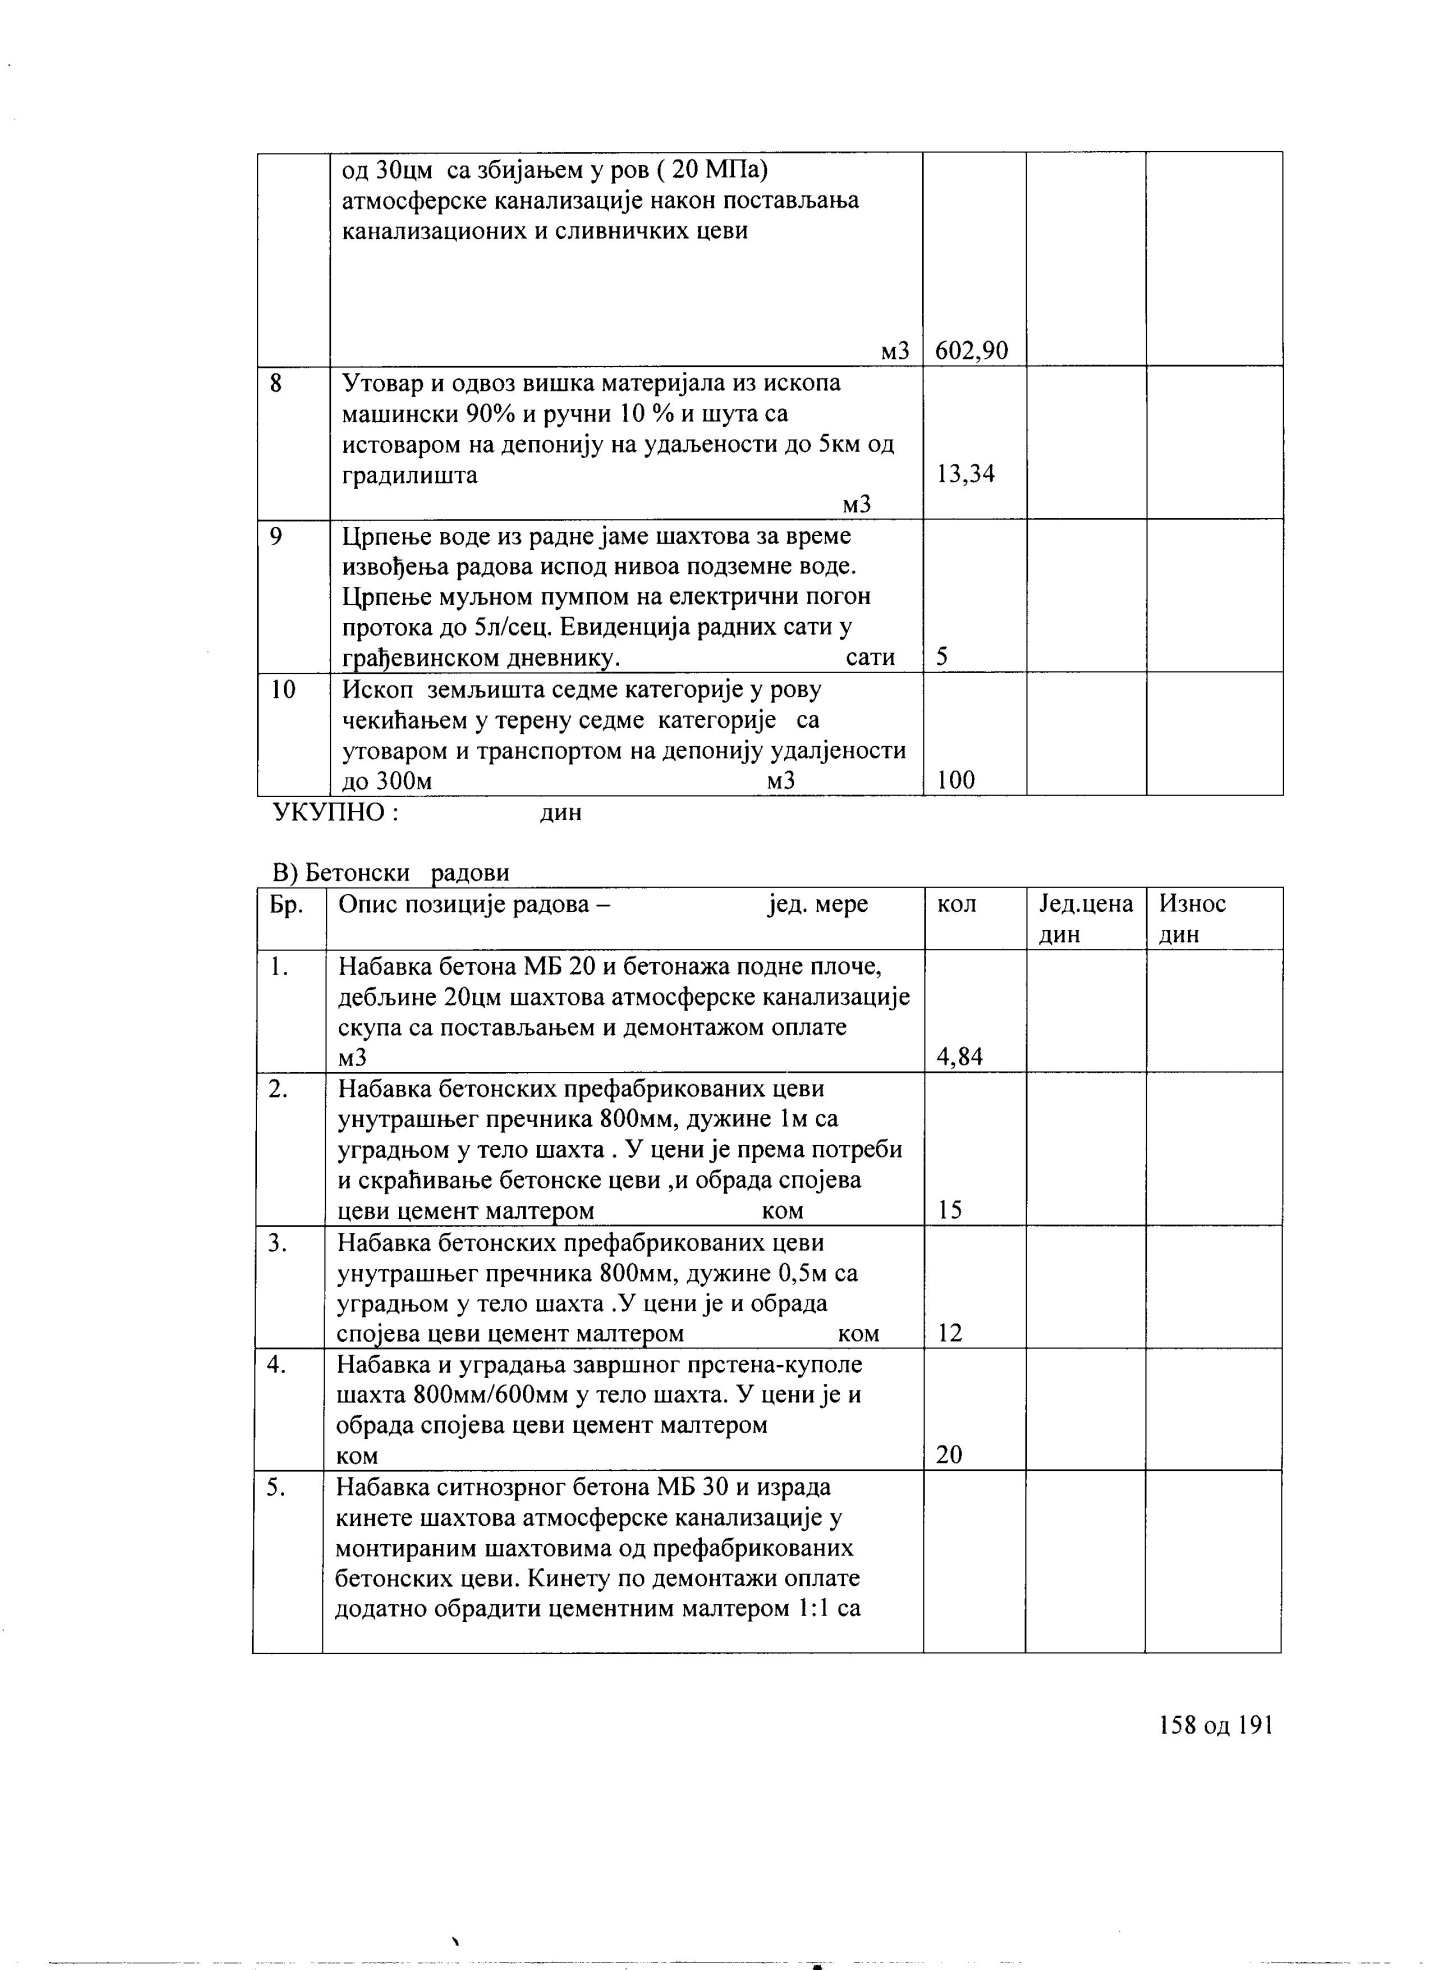 од 30цм са збијањем у ров ( 20 МПа)
атмосферске канализације након постављања
канализационих и сливничких цеви
м3 602,90
8 Утовар и одвоз вишка материјала из ископа
машински 90% и ручни 10 % и шута са
истоваром на депонију на удаљености до 5км од
градилишта 13,34
м3
9 Црпење воде из радне јаме шахтова за време
извођења радова испод нивоа подземне воде.
Црпење муљном пумпом на електрични погон
протока до 5л/сец. Евиденција радних сати у
грађевинском дневнику. сати 5
10 Ископ земљишта седме категорије у рову
чекићањем у терену седме категорије са
утоваром и транспортом на депонију удалјености
до 300м м3 100
УКУПНО : дин
В) Бетонски радови
Бр. Опис позиције радова – јед. мере кол Јед.цена Износ
дин дин
1. Набавка бетона МБ 20 и бетонажа подне плоче,
дебљине 20цм шахтова атмосферске канализације
скупа са постављањем и демонтажом оплате
м3 4,84
2. Набавка бетонских префабрикованих цеви
унутрашњег пречника 800мм, дужине 1м са
уградњом у тело шахта . У цени је према потреби
и скраћивање бетонске цеви ,и обрада спојева
цеви цемент малтером ком 15
3. Набавка бетонских префабрикованих цеви
унутрашњег пречника 800мм, дужине 0,5м са
уградњом у тело шахта .У цени је и обрада
спојева цеви цемент малтером ком 12
4. Набавка и уградања завршног прстена-куполе
шахта 800мм/600мм у тело шахта. У цени је и
обрада спојева цеви цемент малтером
ком 20
5. Набавка ситнозрног бетона МБ 30 и израда
кинете шахтова атмосферске канализације у
монтираним шахтовима од префабрикованих
бетонских цеви. Кинету по демонтажи оплате
додатно обрадити цементним малтером 1:1 са
158 од 191